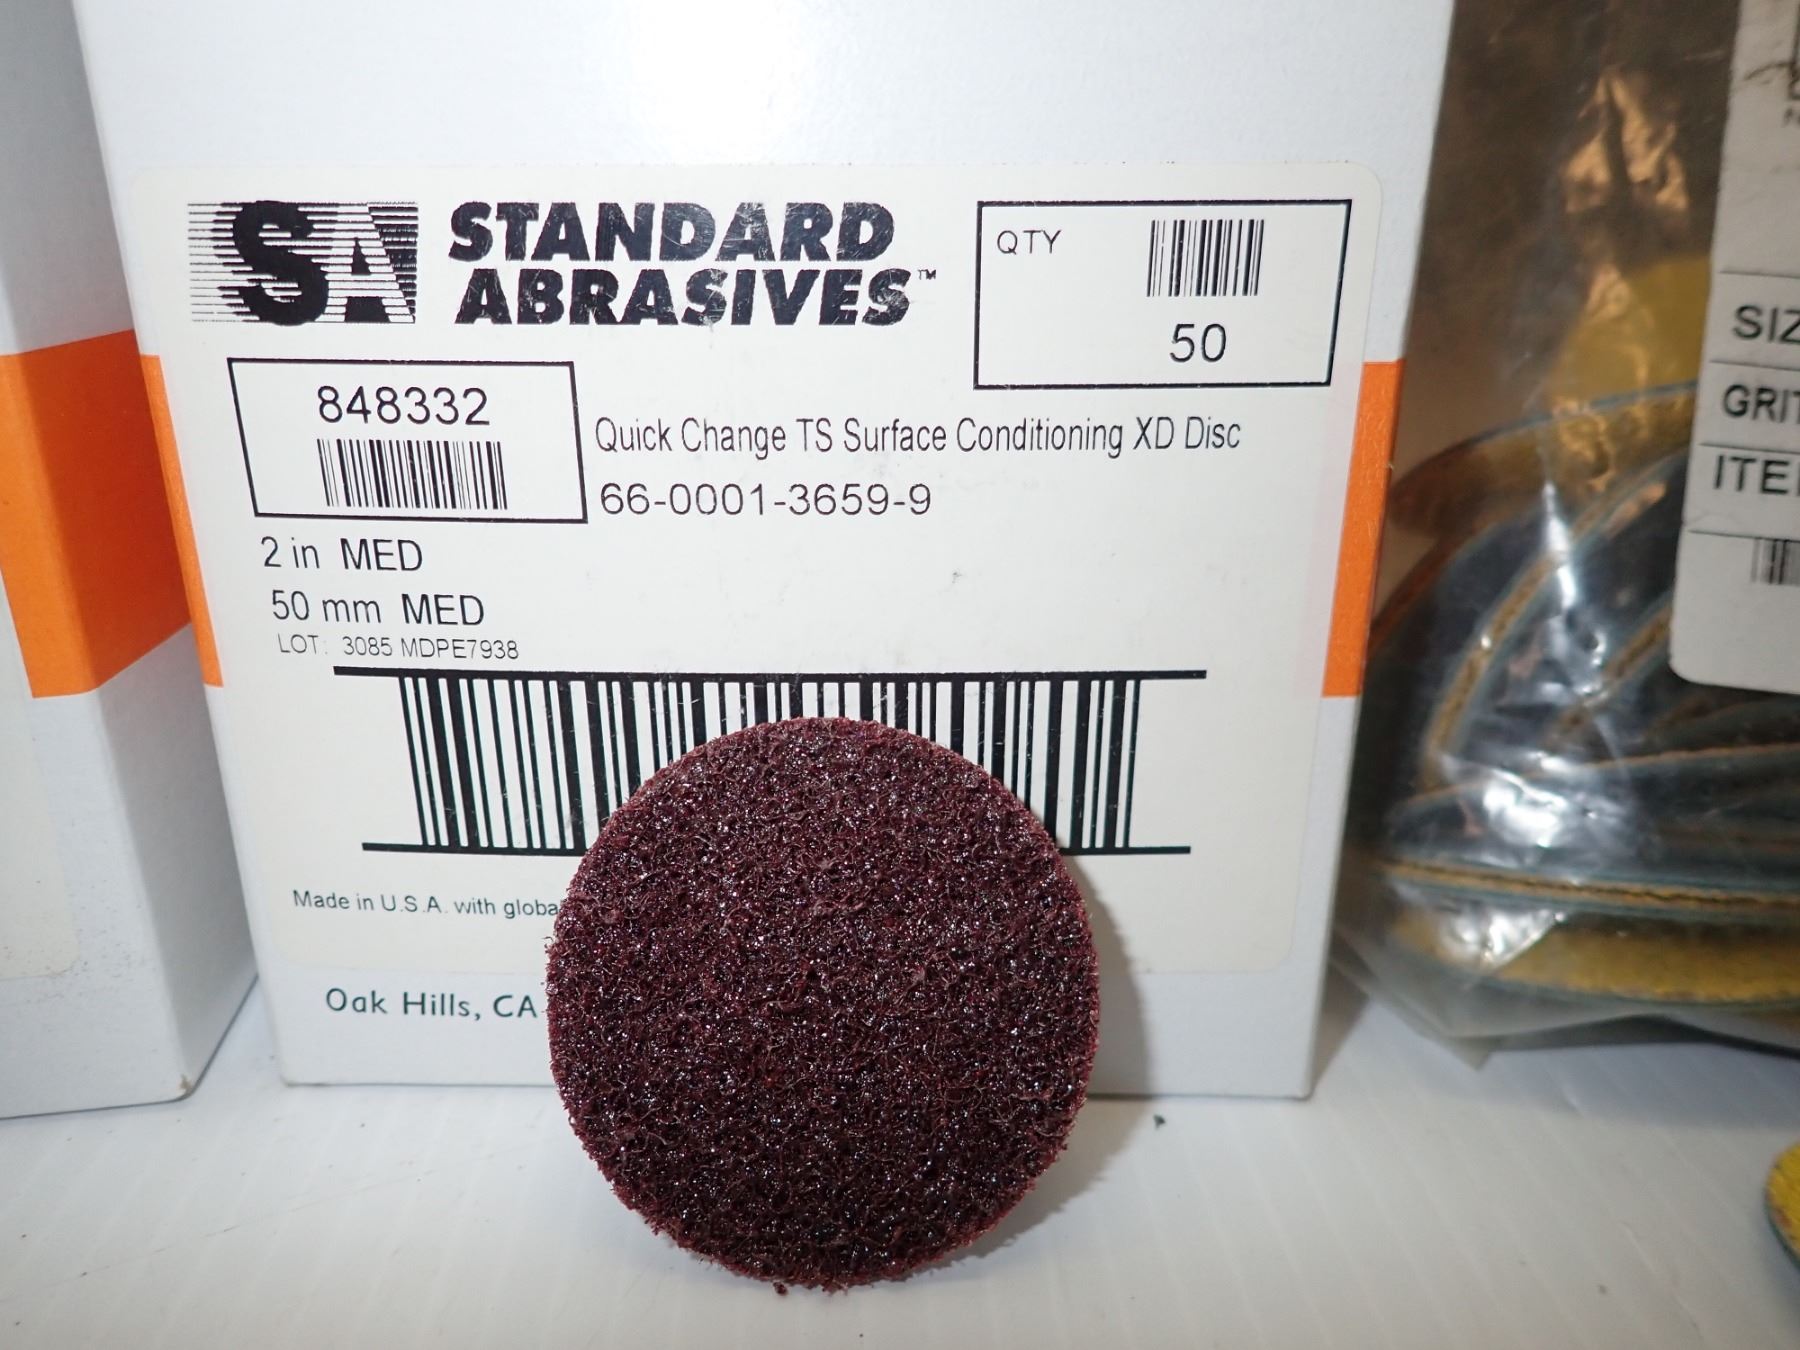 SA STANDARD
ABRASIVES™
QTY
50
848332
Quick Change TS Surface Conditioning XD Disc
66-0001-3659-9
2 in MED
50 mm MED
LOT: 3085 MDPE7938
Made in U.S.A. with globa
Oak Hills, CA
SIZ
GRIT
ITE